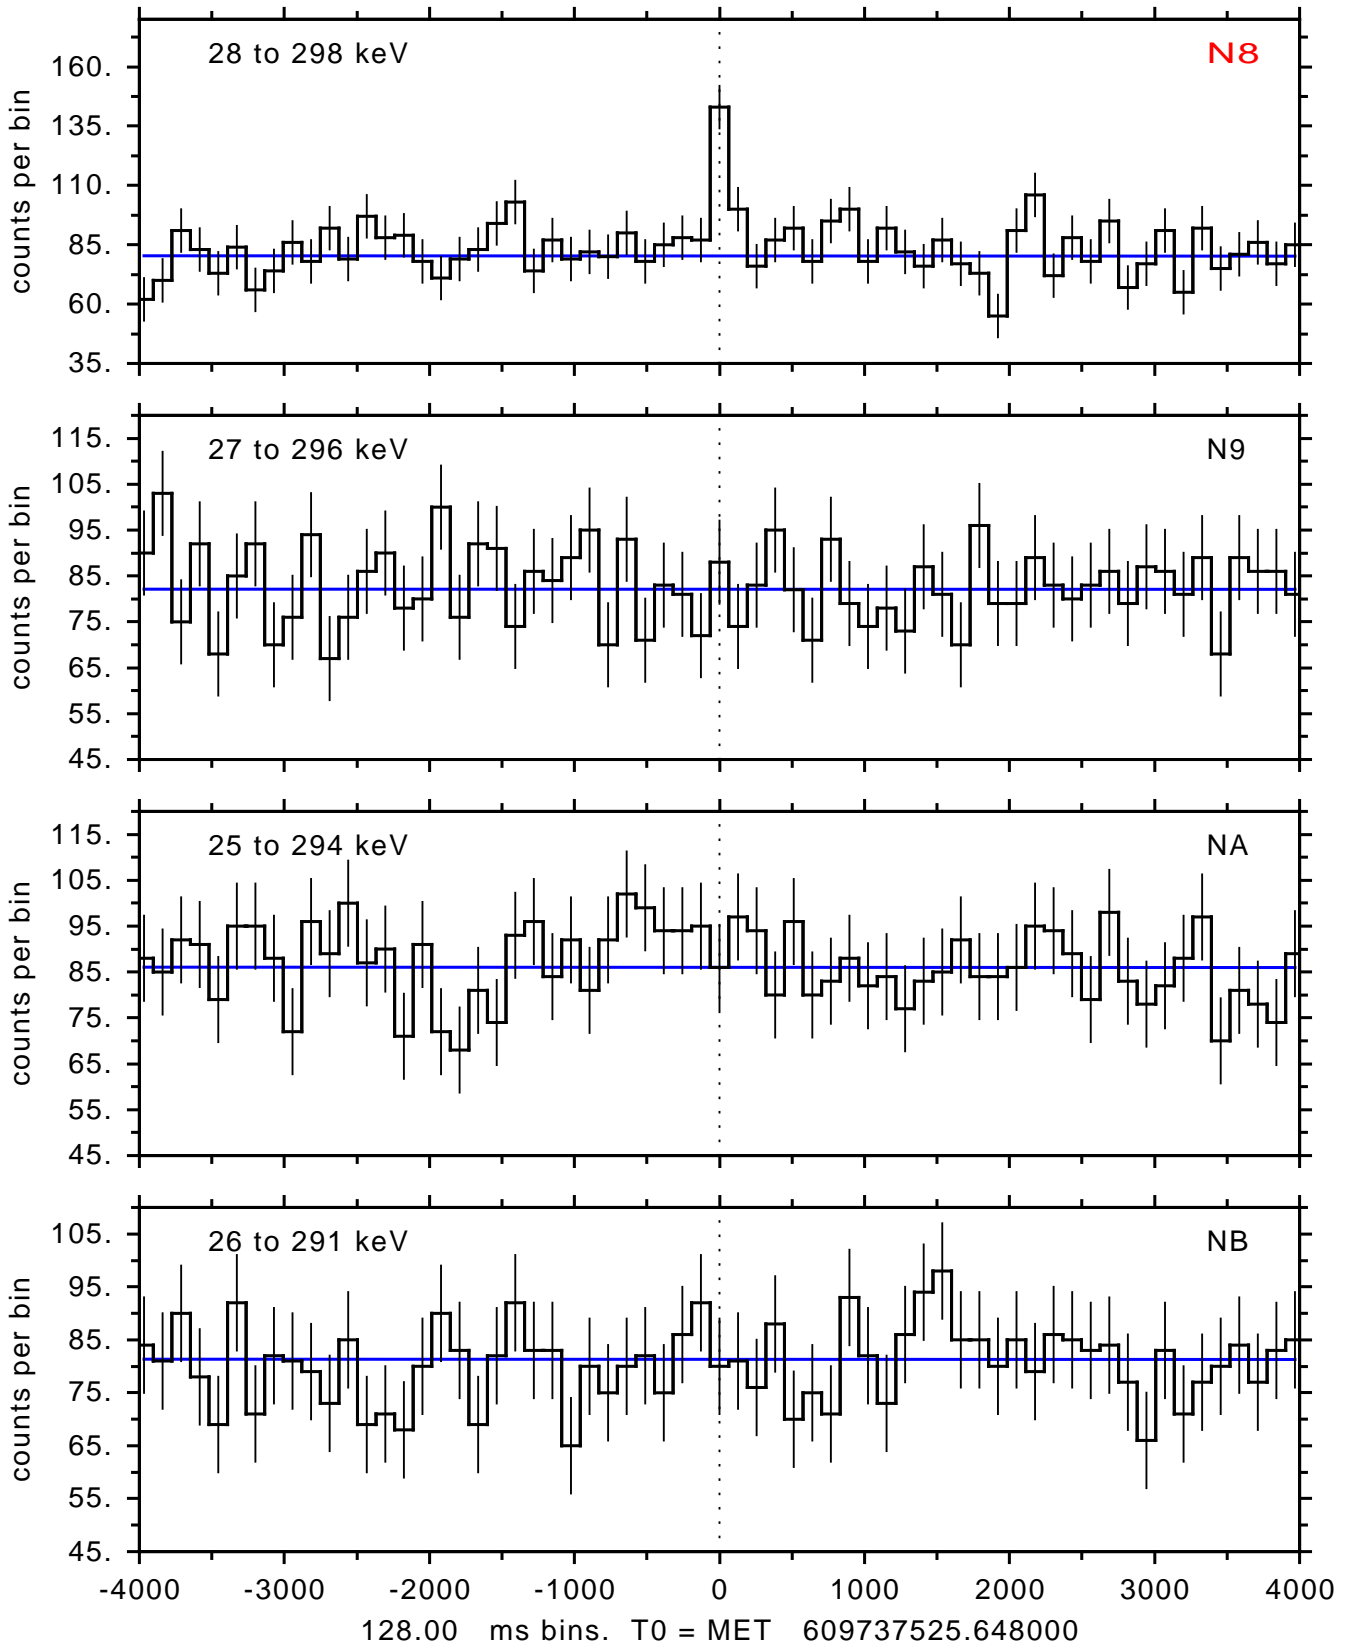 28 to 298 keV N8
160.
135.
110.
85.
60.
35.
counts per bin
27 to 296 keV N9
115.
105.
95.
85.
75.
65.
55.
45.
counts per bin
25 to 294 keV NA
115.
105.
95.
85.
75.
65.
55.
45.
counts per bin
26 to 291 keV NB
105.
95.
85.
75.
65.
55.
45.
counts per bin
-4000 -3000 -2000 -1000 0 1000 2000 3000 4000
128.00 ms bins. T0 = MET 609737525.648000